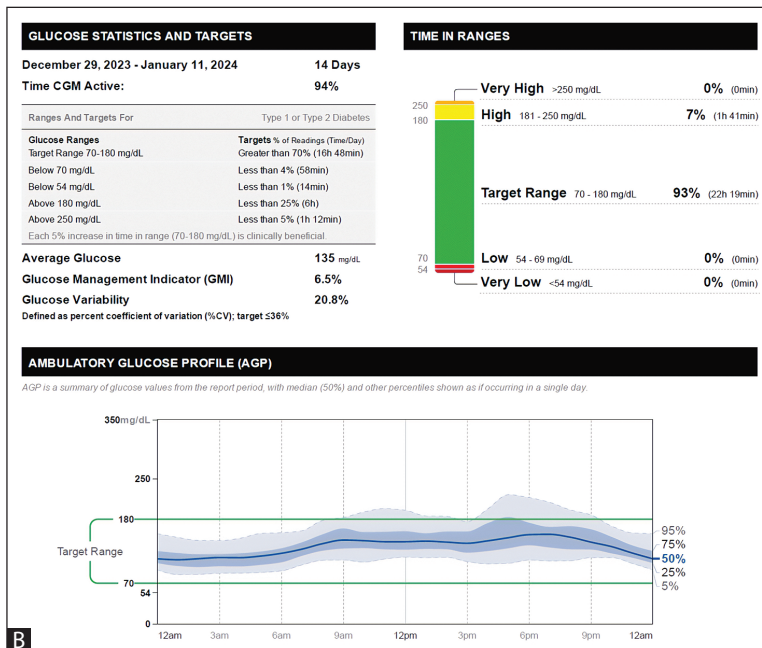 GLUCOSE STATISTICS AND TARGETS
December 29, 2023 - January 11, 2024 14 Days
Time CGM Active: 94%
Ranges And Targets For Type 1 or Type 2 Diabetes
Glucose Ranges Targets % of Readings (Time/Day)
Target Range 70-180 mg/dL Greater than 70% (16h 48min)
Below 70 mg/dL Less than 4% (58min)
Below 54 mg/dL Less than 1% (14min)
Above 180 mg/dL Less than 25% (6h)
Above 250 mg/dL Less than 5% (1h 12min)
Each 5% increase in time in range (70-180 mg/dL) is clinically beneficial.
Average Glucose 135 mg/dL
Glucose Management Indicator (GMI) 6.5%
Glucose Variability 20.8%
Defined as percent coefficient of variation (%CV); target ≤36%
TIME IN RANGES
Very High >250 mg/dL 0% (0min)
250
High 181 - 250 mg/dL 7% (1h 41min)
180
Target Range 70 - 180 mg/dL 93% (22h 19min)
70
Low 54 - 69 mg/dL 0% (0min)
54
Very Low <54 mg/dL 0% (0min)
AMBULATORY GLUCOSE PROFILE (AGP)
AGP is a summary of glucose values from the report period, with median (50%) and other percentiles shown as if occurring in a single day.
350mg/dL
250
180
Target Range
70
54
0
95%
75%
50%
25%
5%
12am 3am 6am 9am 12pm 3pm 6pm 9pm 12am
B